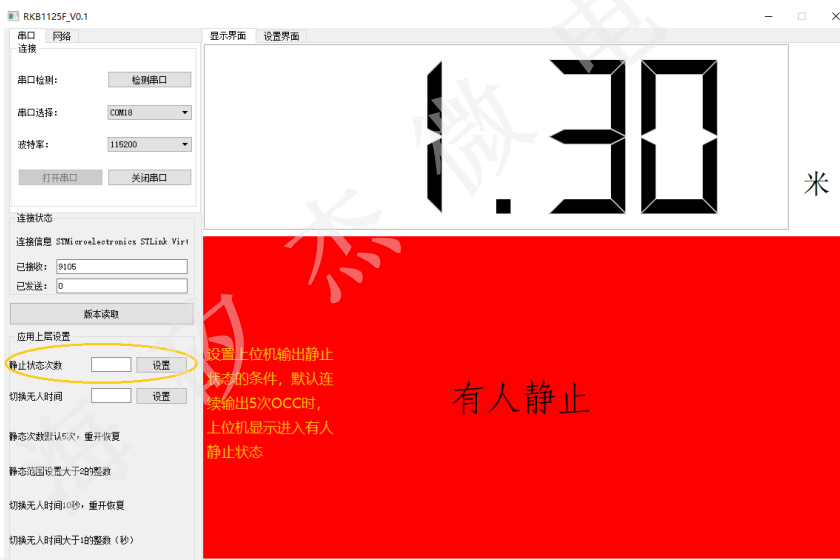 RKB1125F_V0.1
串口 网络
连接
串口检测: 检测串口
串口选择: COM18
波特率: 115200
打开串口 关闭串口
连接状态
连接信息 STMicroelectronics STLink Virt
已接收: 9105
已发送: 0
版本读取
应用上层设置
静止状态次数 设置
切换无人时间 设置
静态次数默认5次,重开恢复
静态范围设置大于2的整数
切换无人时间10秒,重开恢复
切换无人时间大于1的整数(秒)
显示界面 设置界面
1.30
米
设置上位机输出静止
状态的条件,默认连
续输出5次OCC时,
上位机显示进入有人
静止状态
有人静止
矽杰微电